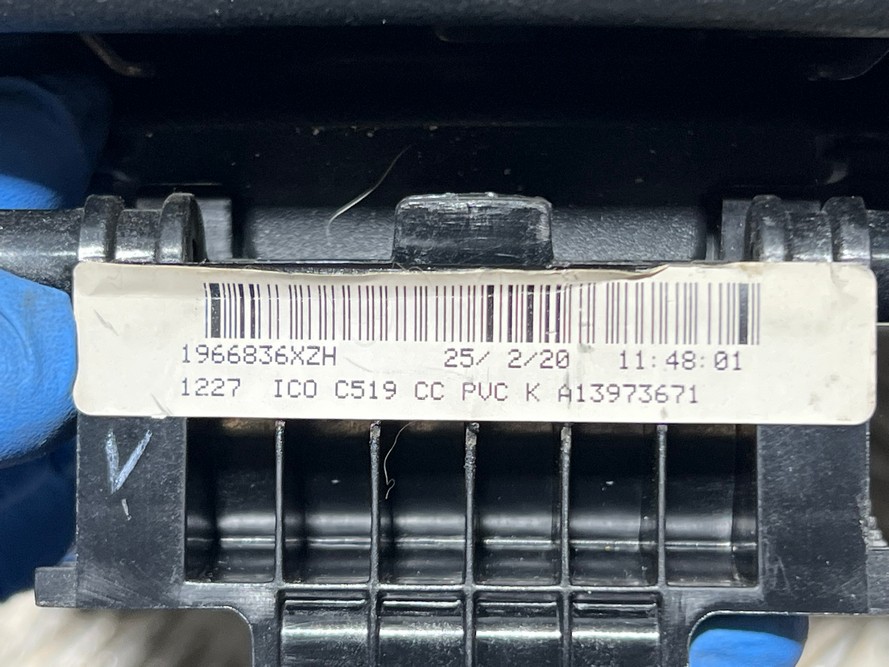 1966836XZH 25/ 2/20 11:48:01
1227 ICO C519 CC PVC K A13973671
V